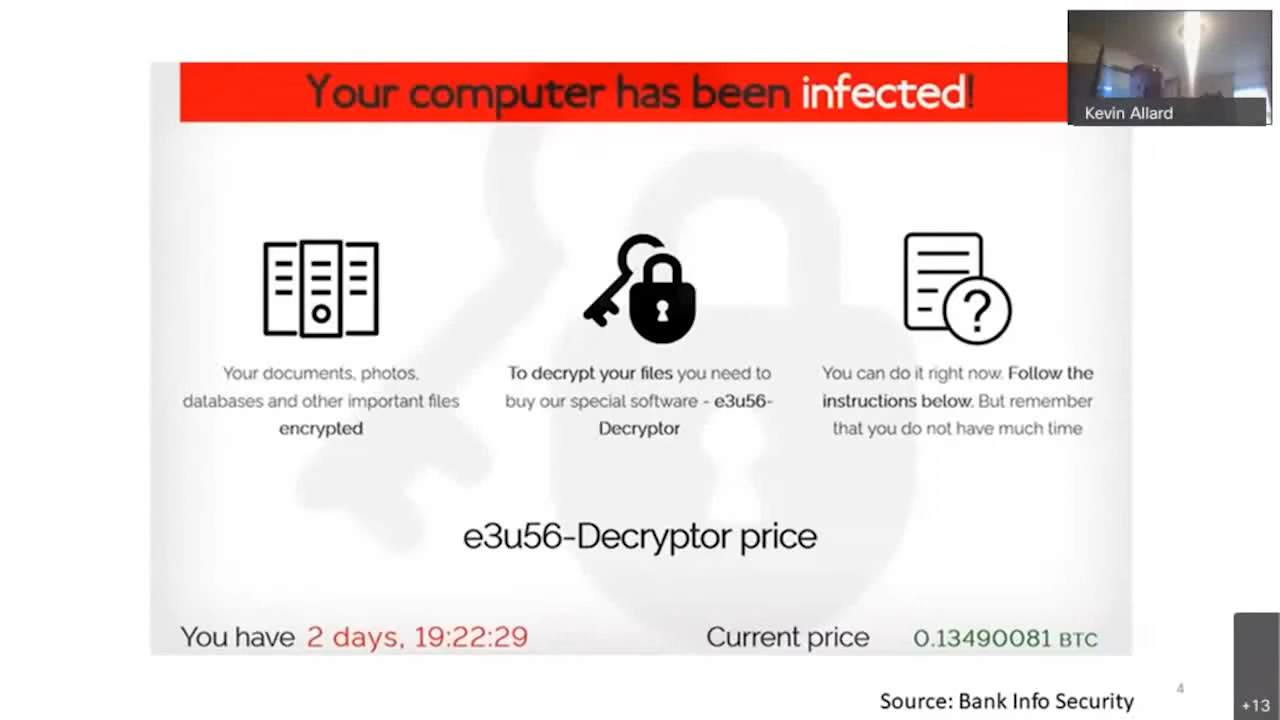 Your computer has been infected!
Kevin Allard
Your documents, photos,
databases and other important files
encrypted
To decrypt your files you need to
buy our special software - e3u56-
Decryptor
You can do it right now. Follow the
instructions below. But remember
that you do not have much time
e3u56-Decryptor price
You have 2 days, 19:22:29
Current price 0.13490081 BTC
Source: Bank Info Security
4
+13